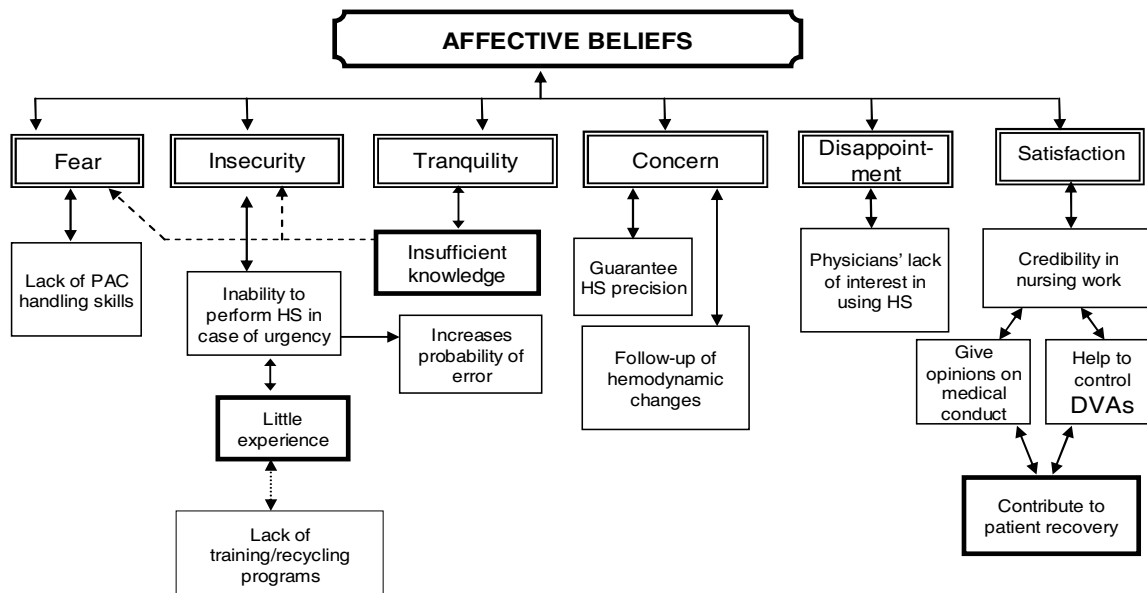 AFFECTIVE BELIEFS
Fear
Insecurity
Tranquility
Concern
Disappoint-
ment
Satisfaction
Lack of PAC
handling skills
Inability to
perform HS in
case of urgency
Insufficient
knowledge
Increases
probability of
error
Little
experience
Lack of
training/recycling
programs
Guarantee
HS precision
Follow-up of
hemodynamic
changes
Physicians’ lack
of interest in
using HS
Credibility in
nursing work
Give
opinions on
medical
conduct
Help to
control
DVAs
Contribute to
patient recovery